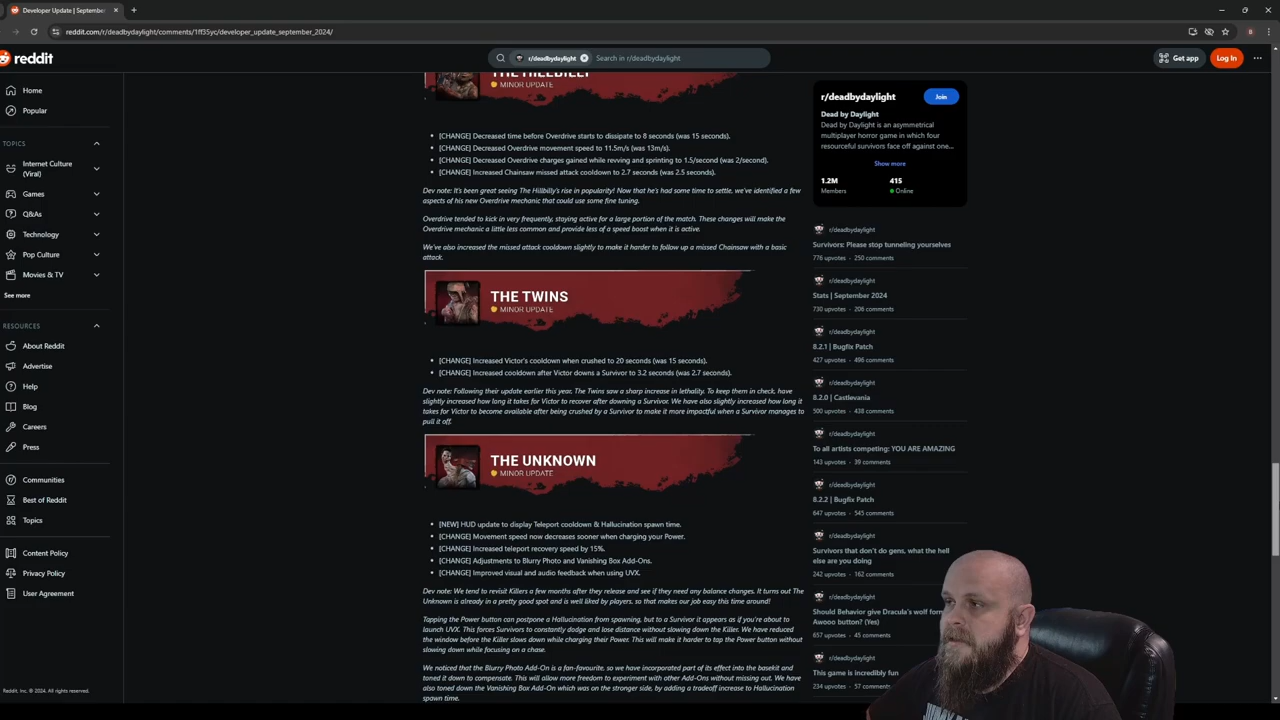 Developer Update | September
reddit.com/r/deadbydaylight/comments/1ff35yc/developer_update_september_2024/
reddit
r/deadbydaylight
Search in r/deadbydaylight
Get app
Log In
Home
Popular
TOPICS
Internet Culture
(Viral)
Games
Q&As
Technology
Pop Culture
Movies & TV
See more
RESOURCES
About Reddit
Advertise
Help
Blog
Careers
Press
Communities
Best of Reddit
Topics
Content Policy
Privacy Policy
User Agreement
Reddit, Inc. © 2024. All rights reserved.
THE HILLBILLY
MINOR UPDATE
[CHANGE] Decreased time before Overdrive starts to dissipate to 8 seconds (was 15 seconds).
[CHANGE] Decreased Overdrive movement speed to 11.5m/s (was 13m/s).
[CHANGE] Decreased Overdrive charges gained while revving and sprinting to 1.5/second (was 2/second).
[CHANGE] Increased Chainsaw missed attack cooldown to 2.7 seconds (was 2.5 seconds).
Dev note: It's been great seeing The Hillbilly's rise in popularity! Now that he's had some time to settle, we've identified a few
aspects of his new Overdrive mechanic that could use some fine tuning.
Overdrive tended to kick in very frequently, staying active for a large portion of the match. These changes will make the
Overdrive mechanic a little less common and provide less of a speed boost when it is active.
We've also increased the missed attack cooldown slightly to make it harder to follow up a missed Chainsaw with a basic
attack.
THE TWINS
MINOR UPDATE
[CHANGE] Increased Victor's cooldown when crushed to 20 seconds (was 15 seconds).
[CHANGE] Increased cooldown after Victor downs a Survivor to 3.2 seconds (was 2.7 seconds).
Dev note: Following their update earlier this year, The Twins saw a sharp increase in lethality. To keep them in check, have
slightly increased how long it takes for Victor to recover after downing a Survivor. We have also slightly increased how long it
takes for Victor to become available after being crushed by a Survivor to make it more impactful when a Survivor manages to
pull it off.
THE UNKNOWN
MINOR UPDATE
[NEW] HUD update to display Teleport cooldown & Hallucination spawn time.
[CHANGE] Movement speed now decreases sooner when charging your Power.
[CHANGE] Increased teleport recovery speed by 15%.
[CHANGE] Adjustments to Blurry Photo and Vanishing Box Add-Ons.
[CHANGE] Improved visual and audio feedback when using UVX.
Dev note: We tend to revisit Killers a few months after they release and see if they need any balance changes. It turns out The
Unknown is already in a pretty good spot and is well liked by players, so that makes our job easy this time around!
Tapping the Power button can postpone a Hallucination from spawning, but to a Survivor it appears as if you're about to
launch UVX. This forces Survivors to constantly dodge and lose distance without slowing down the Killer. We have reduced
the window before the Killer slows down while charging their Power. This will make it harder to tap the Power button without
slowing down while focusing on a chase.
We noticed that the Blurry Photo Add-On is a fan-favourite, so we have incorporated part of its effect into the basekit and
toned it down to compensate. This will allow more freedom to experiment with other Add-Ons without missing out. We have
also toned down the Vanishing Box Add-On which was on the stronger side, by adding a tradeoff increase to Hallucination
spawn time.
r/deadbydaylight
Join
Dead by Daylight
Dead by Daylight is an asymmetrical
multiplayer horror game in which four
resourceful survivors face off against one...
Show more
1.2M
415
Members
Online
r/deadbydaylight
Survivors: Please stop tunneling yourselves
776 upvotes · 250 comments
r/deadbydaylight
Stats | September 2024
730 upvotes · 206 comments
r/deadbydaylight
8.2.1 | Bugfix Patch
427 upvotes · 496 comments
r/deadbydaylight
8.2.0 | Castlevania
500 upvotes · 438 comments
r/deadbydaylight
To all artists competing: YOU ARE AMAZING
143 upvotes · 39 comments
r/deadbydaylight
8.2.2 | Bugfix Patch
647 upvotes · 545 comments
r/deadbydaylight
Survivors that don't do gens, what the hell
else are you doing
242 upvotes · 162 comments
r/deadbydaylight
Should Behavior give Dracula's wolf form
Awooo button? (Yes)
657 upvotes · 45 comments
r/deadbydaylight
This game is incredibly fun
234 upvotes · 57